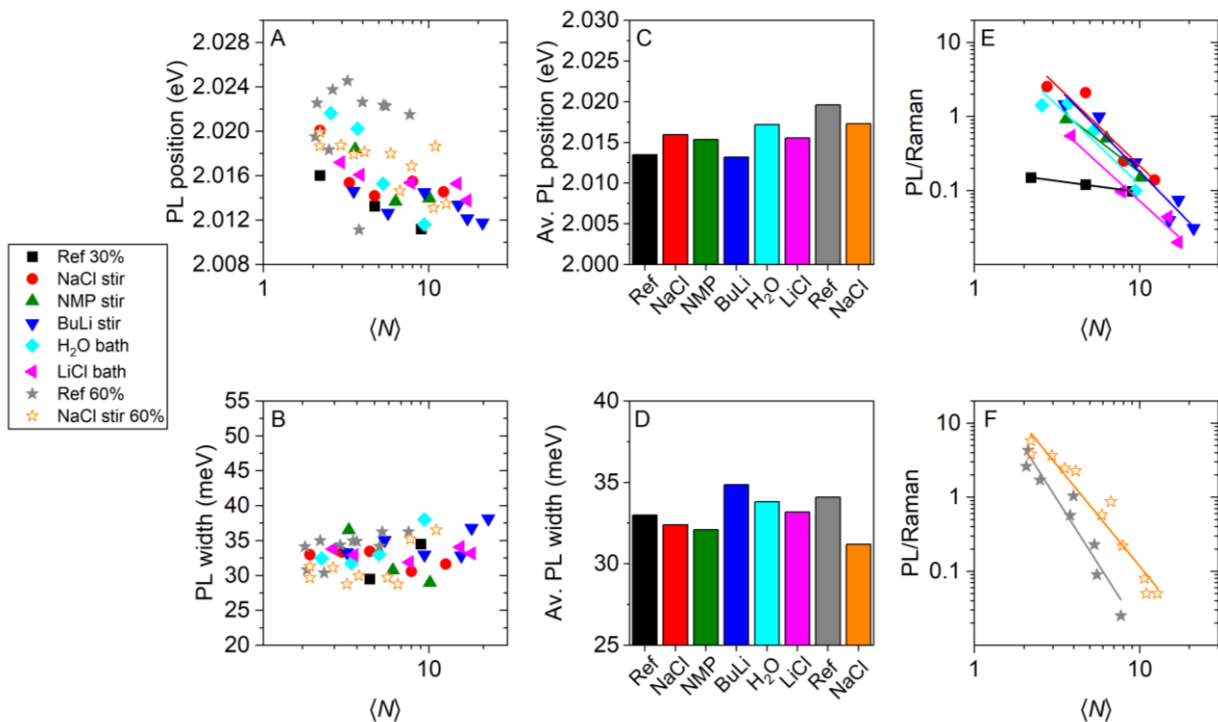 A
PL position (eV)
2.028
2.024
2.020
2.016
2.012
2.008
1
10
⟨N⟩
C
Av. PL position (eV)
2.030
2.025
2.020
2.015
2.010
2.005
2.000
Ref
NaCl
NMP
BuLi
H₂O
LiCl
Ref
NaCl
E
PL/Raman
10
1
0.1
1
10
⟨N⟩
Ref 30%
NaCl stir
NMP stir
BuLi stir
H₂O bath
LiCl bath
Ref 60%
NaCl stir 60%
B
PL width (meV)
55
50
45
40
35
30
25
20
1
10
⟨N⟩
D
Av. PL width (meV)
40
35
30
25
Ref
NaCl
NMP
BuLi
H₂O
LiCl
Ref
NaCl
F
PL/Raman
10
1
0.1
1
10
⟨N⟩